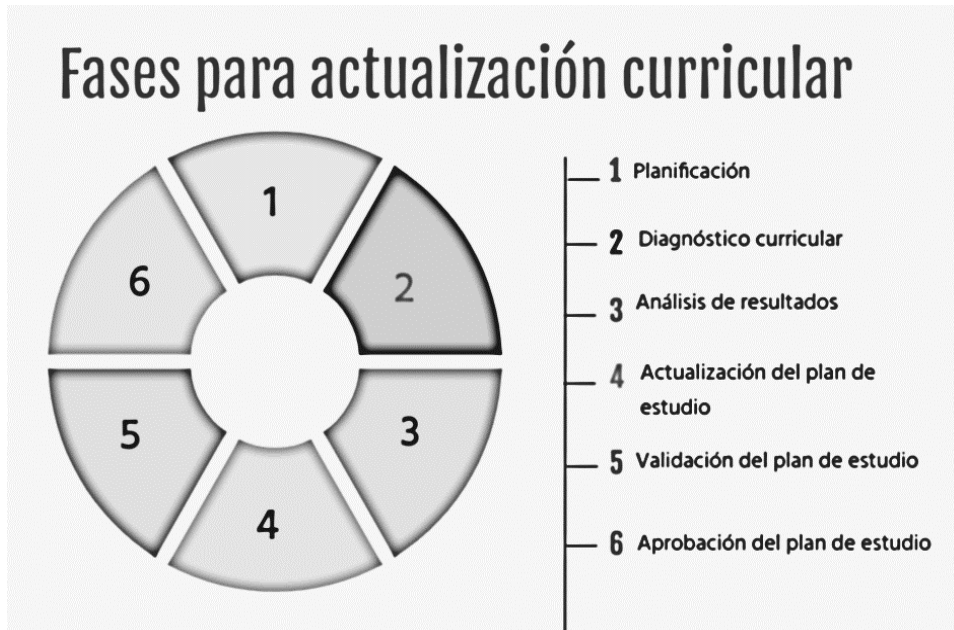 Fases para actualización curricular
1
2
3
4
5
6
1 Planificación
2 Diagnóstico curricular
3 Análisis de resultados
4 Actualización del plan de
estudio
5 Validación del plan de estudio
6 Aprobación del plan de estudio